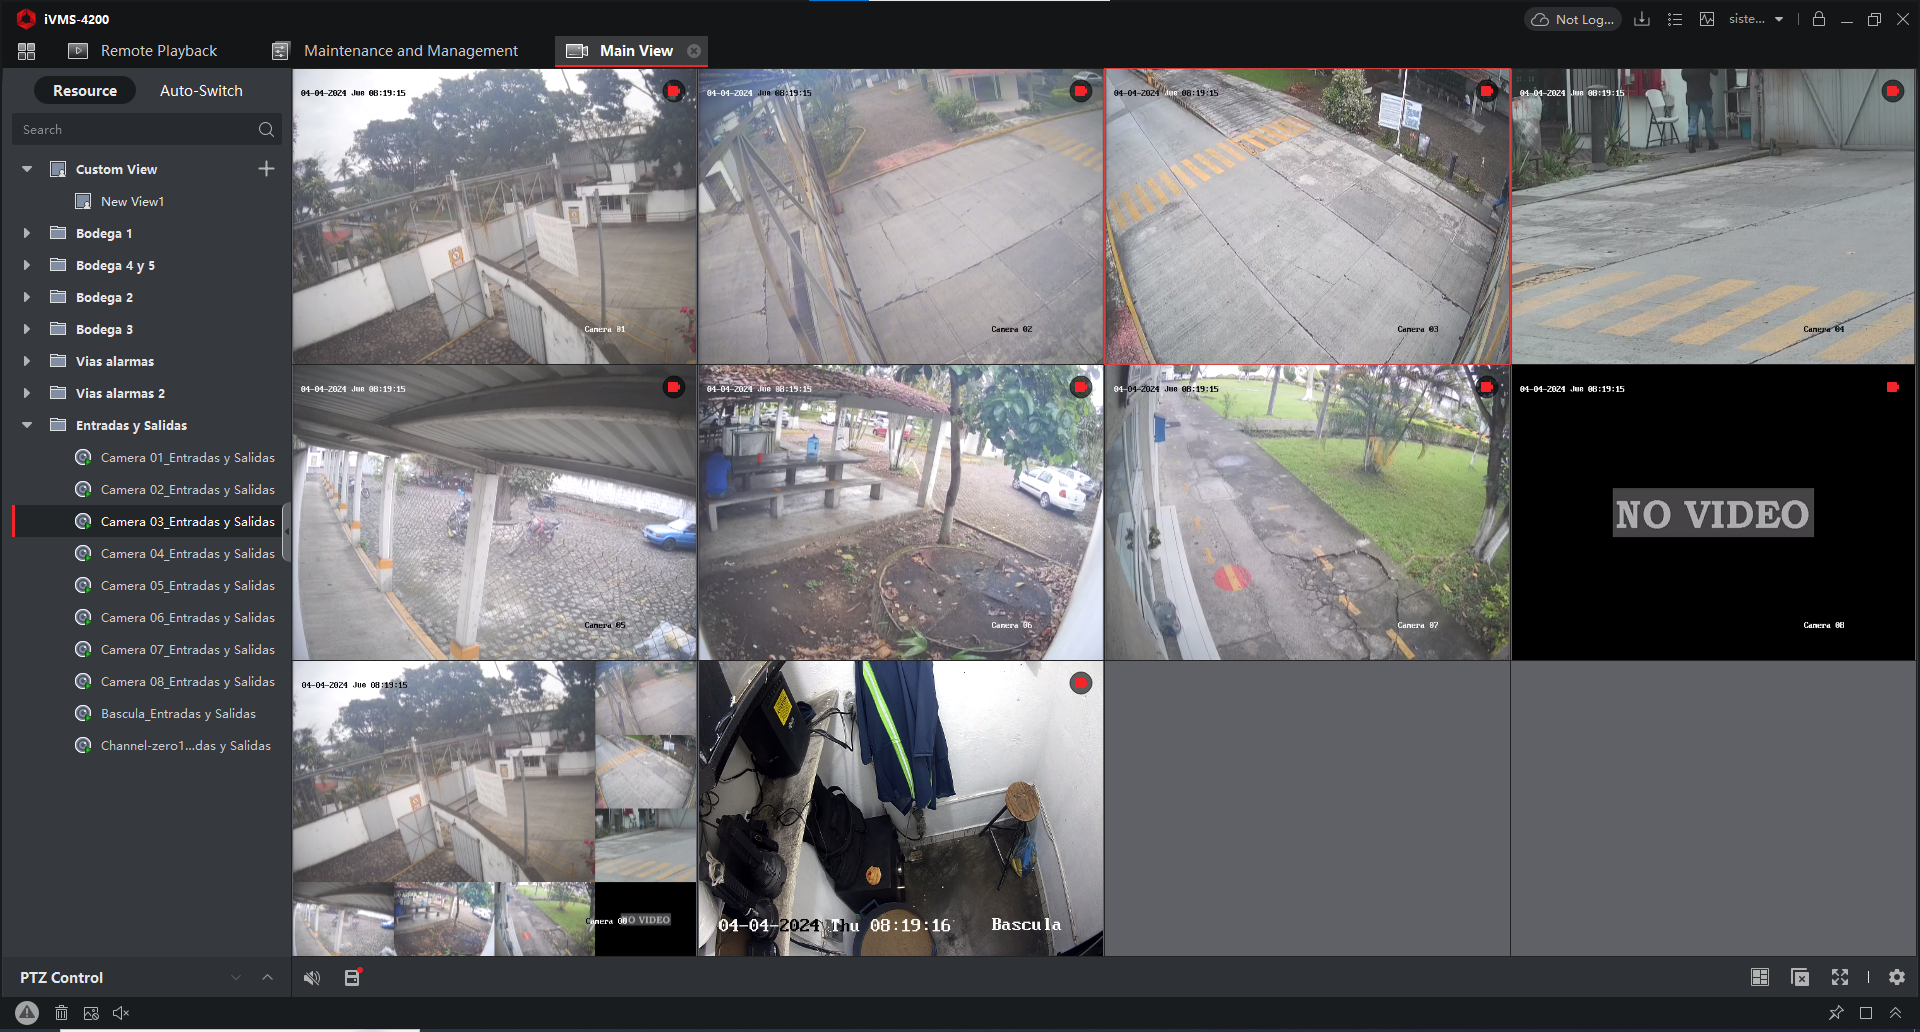 iVMS-4200
Not Log...
siste...
Remote Playback
Maintenance and Management
Main View
Resource
Auto-Switch
Search
Custom View
New View1
Bodega 1
Bodega 4 y 5
Bodega 2
Bodega 3
Vias alarmas
Vias alarmas 2
Entradas y Salidas
Camera 01_Entradas y Salidas
Camera 02_Entradas y Salidas
Camera 03_Entradas y Salidas
Camera 04_Entradas y Salidas
Camera 05_Entradas y Salidas
Camera 06_Entradas y Salidas
Camera 07_Entradas y Salidas
Camera 08_Entradas y Salidas
Bascula_Entradas y Salidas
Channel-zero1...das y Salidas
PTZ Control
04-04-2024 Jue 08:19:15
Camera 01
04-04-2024 Jue 08:19:15
Camera 02
04-04-2024 Jue 08:19:15
Camera 03
04-04-2024 Jue 08:19:15
Camera 04
04-04-2024 Jue 08:19:15
Camera 05
04-04-2024 Jue 08:19:15
Camera 06
04-04-2024 Jue 08:19:15
Camera 07
04-04-2024 Jue 08:19:15
NO VIDEO
Camera 08
04-04-2024 Jue 08:19:15
Camera 00
NO VIDEO
04-04-2024 Thu 08:19:16
Bascula